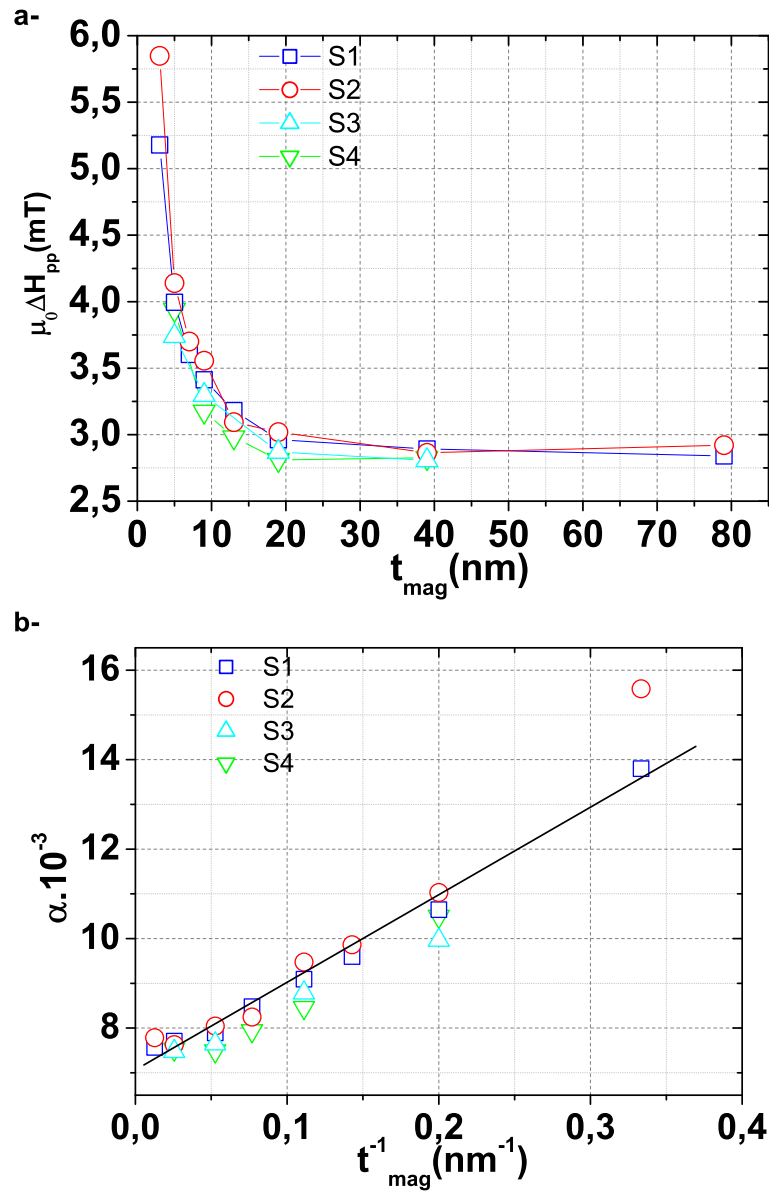 a-
6,0
5,5
5,0
4,5
4,0
3,5
3,0
2,5
μ₀ΔHₚₚ(mT)
S1
S2
S3
S4
0 10 20 30 40 50 60 70 80
t_mag(nm)
b-
16
14
12
10
8
α.10⁻³
S1
S2
S3
S4
0,0 0,1 0,2 0,3 0,4
t⁻¹_mag(nm⁻¹)